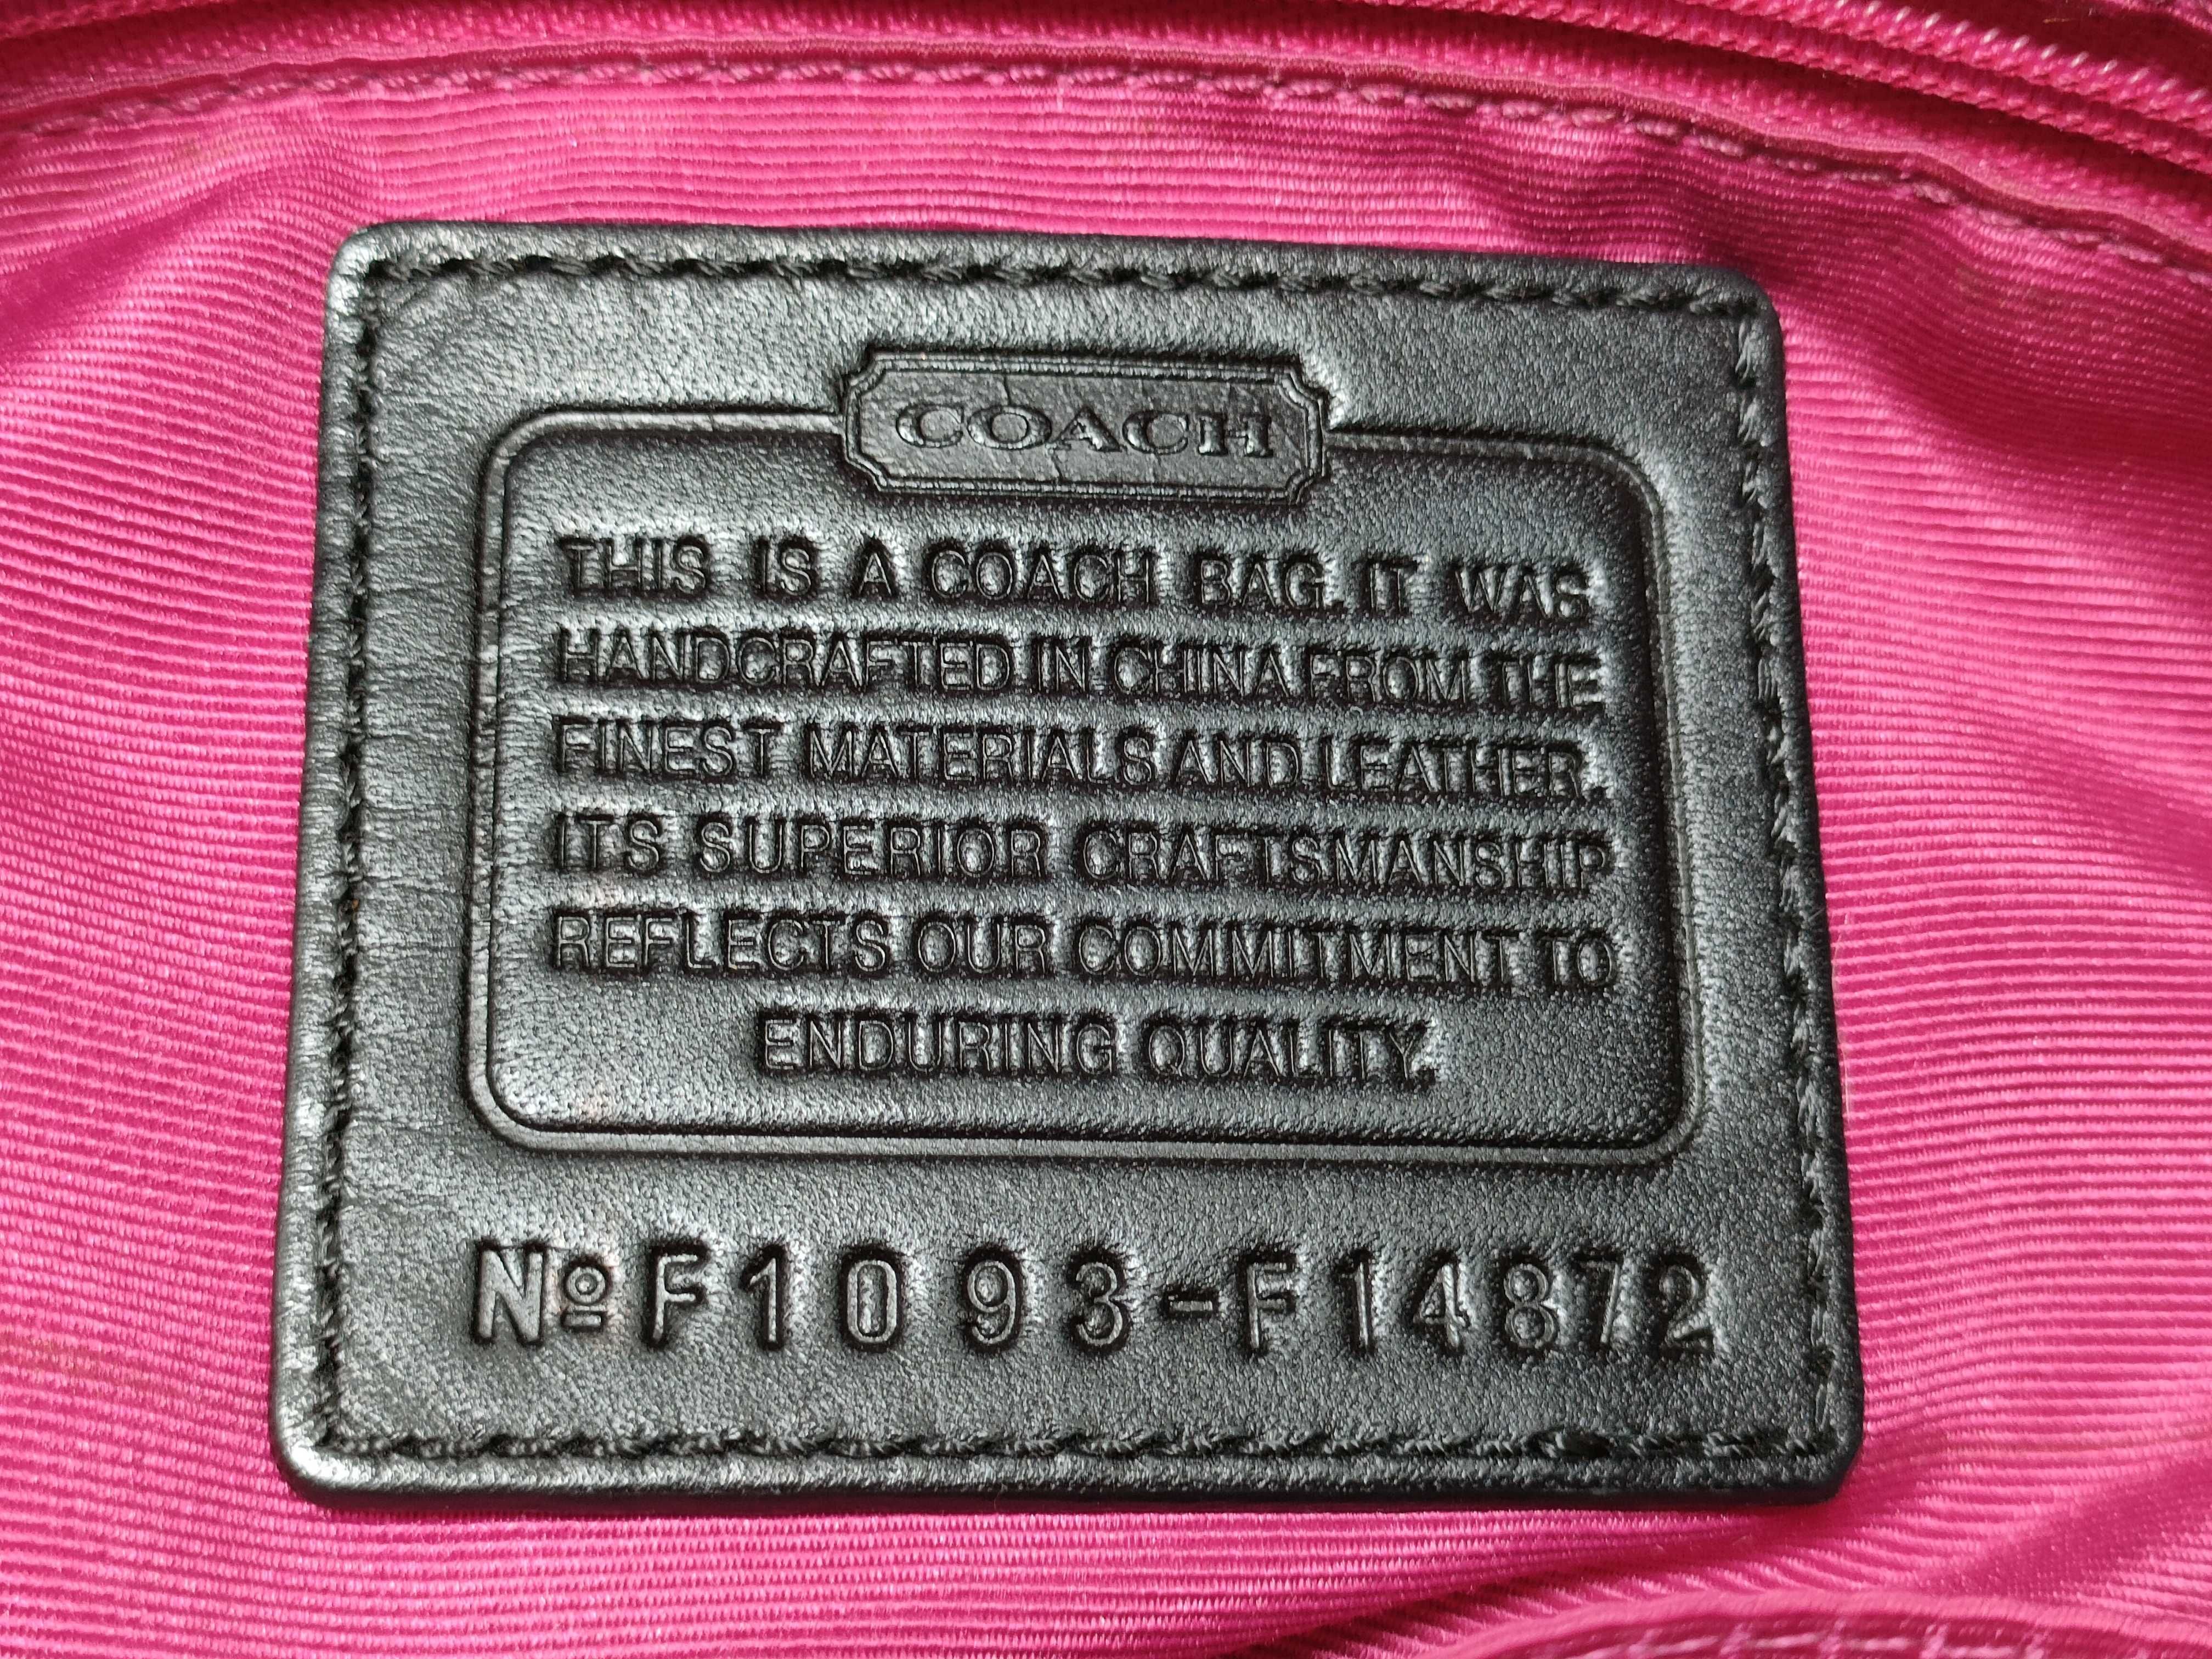 COACH
THIS IS A COACH BAG. IT WAS
HANDCRAFTED IN CHINA FROM THE
FINEST MATERIALS AND LEATHER.
ITS SUPERIOR CRAFTSMANSHIP
REFLECTS OUR COMMITMENT TO
ENDURING QUALITY.
Nº F1093-F14872